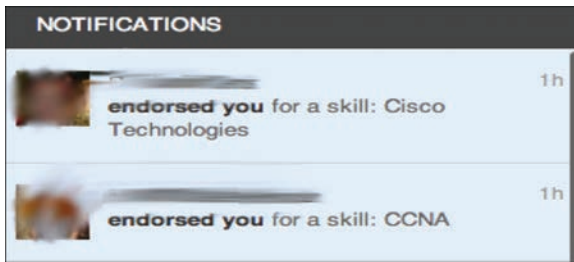 NOTIFICATIONS
1h
endorsed you for a skill: Cisco
Technologies
1h
endorsed you for a skill: CCNA